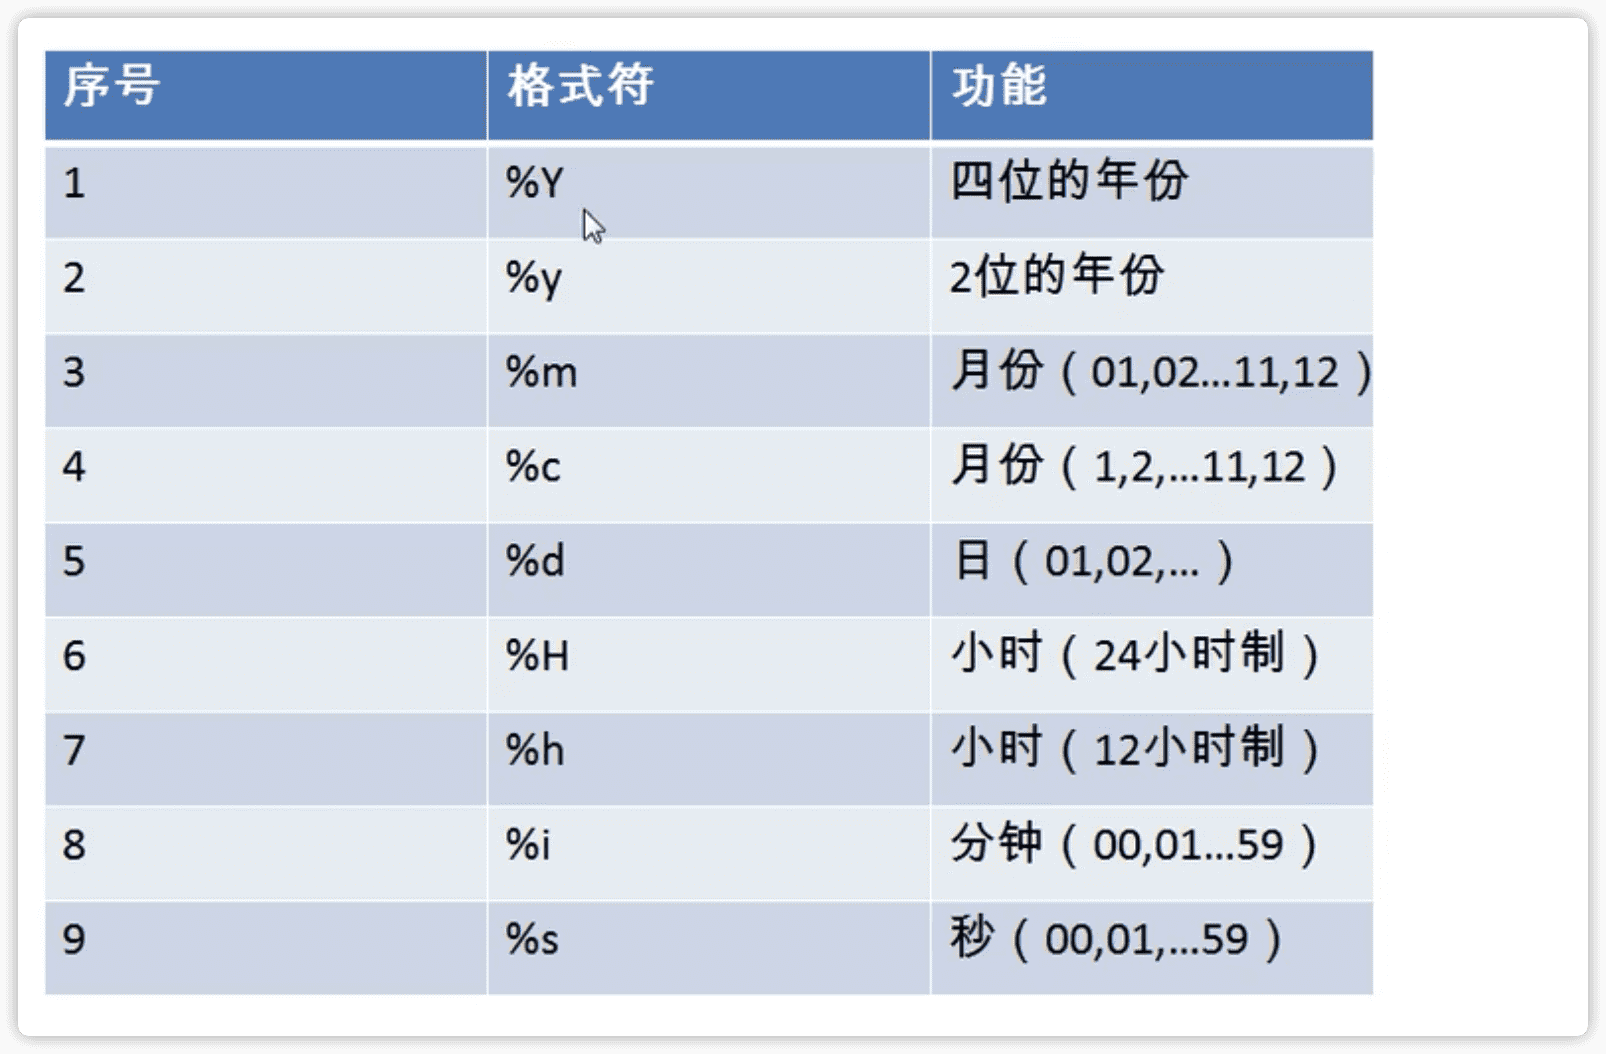 序号 格式符 功能
1 %Y 四位的年份
2 %y 2位的年份
3 %m 月份（01,02...11,12）
4 %c 月份（1,2,...11,12）
5 %d 日（01,02,...）
6 %H 小时（24小时制）
7 %h 小时（12小时制）
8 %i 分钟（00,01...59）
9 %s 秒（00,01,...59）